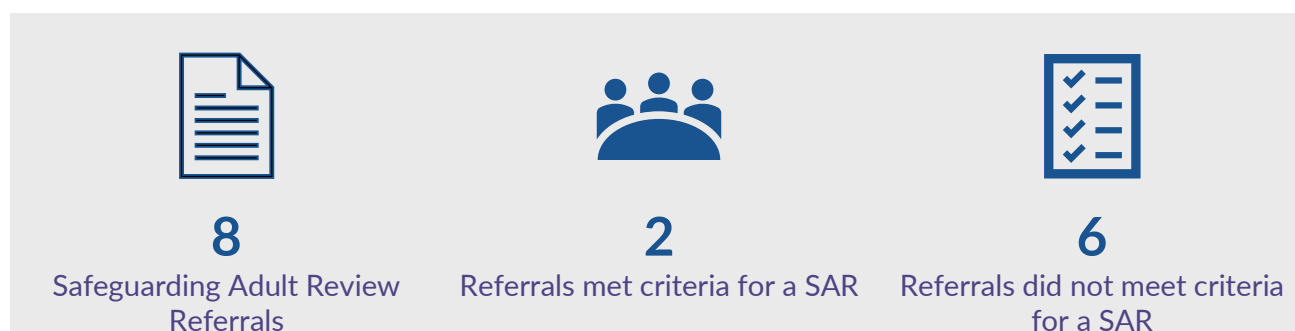 8
Safeguarding Adult Review
Referrals
2
Referrals met criteria for a SAR
6
Referrals did not meet criteria
for a SAR